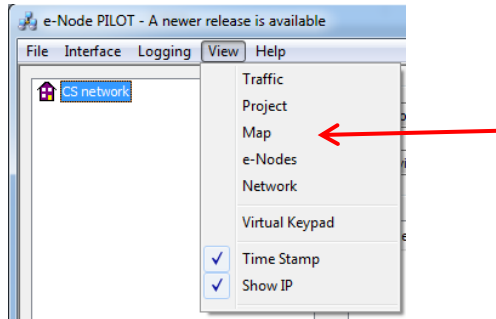 e-Node PILOT - A newer release is available
File Interface Logging View Help
CS network
Traffic
Project
Map
e-Nodes
Network
Virtual Keypad
Time Stamp
Show IP